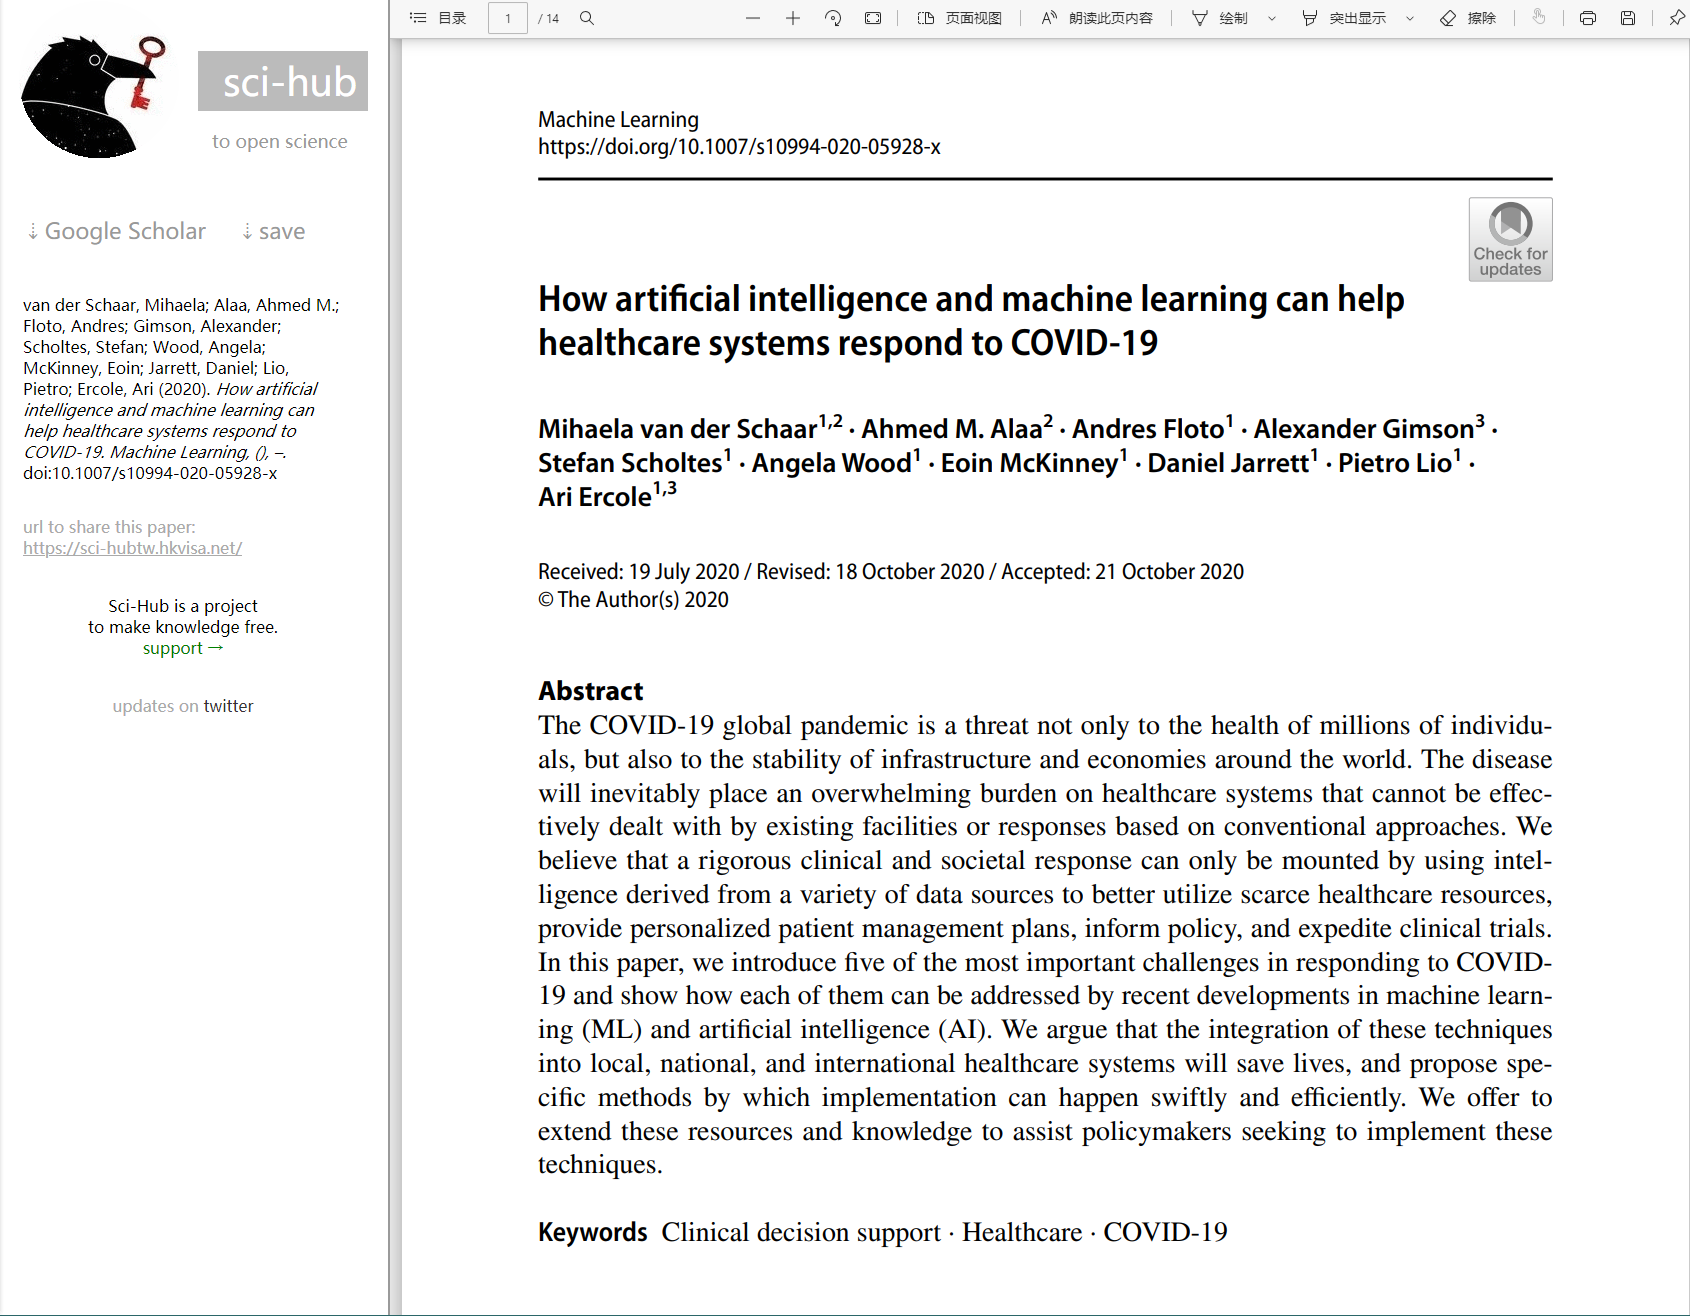 sci-hub
to open science
↓ Google Scholar ↓ save
van der Schaar, Mihaela; Alaa, Ahmed M.;
Floto, Andres; Gimson, Alexander;
Scholtes, Stefan; Wood, Angela;
McKinney, Eoin; Jarrett, Daniel; Lio,
Pietro; Ercole, Ari (2020). How artificial
intelligence and machine learning can
help healthcare systems respond to
COVID-19. Machine Learning, (), –.
doi:10.1007/s10994-020-05928-x
url to share this paper:
https://sci-hubtw.hkvisa.net/
Sci-Hub is a project
to make knowledge free.
support →
updates on twitter
目录 1 / 14 页面视图 朗读此页内容 绘制 突出显示 擦除
Machine Learning
https://doi.org/10.1007/s10994-020-05928-x
Check for
updates
How artificial intelligence and machine learning can help
healthcare systems respond to COVID-19
Mihaela van der Schaar1,2 · Ahmed M. Alaa2 · Andres Floto1 · Alexander Gimson3 ·
Stefan Scholtes1 · Angela Wood1 · Eoin McKinney1 · Daniel Jarrett1 · Pietro Lio1 ·
Ari Ercole1,3
Received: 19 July 2020 / Revised: 18 October 2020 / Accepted: 21 October 2020
© The Author(s) 2020
Abstract
The COVID-19 global pandemic is a threat not only to the health of millions of individu-
als, but also to the stability of infrastructure and economies around the world. The disease
will inevitably place an overwhelming burden on healthcare systems that cannot be effec-
tively dealt with by existing facilities or responses based on conventional approaches. We
believe that a rigorous clinical and societal response can only be mounted by using intel-
ligence derived from a variety of data sources to better utilize scarce healthcare resources,
provide personalized patient management plans, inform policy, and expedite clinical trials.
In this paper, we introduce five of the most important challenges in responding to COVID-
19 and show how each of them can be addressed by recent developments in machine learn-
ing (ML) and artificial intelligence (AI). We argue that the integration of these techniques
into local, national, and international healthcare systems will save lives, and propose spe-
cific methods by which implementation can happen swiftly and efficiently. We offer to
extend these resources and knowledge to assist policymakers seeking to implement these
techniques.
Keywords Clinical decision support · Healthcare · COVID-19